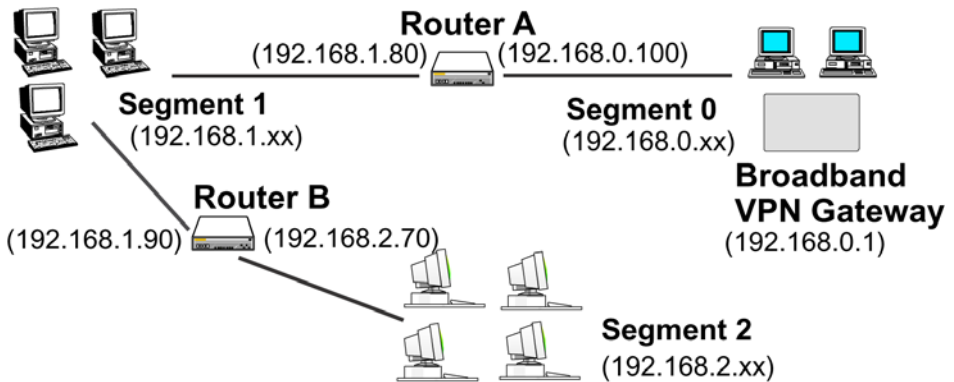 Router A
(192.168.1.80)
(192.168.0.100)
Segment 1
(192.168.1.xx)
Segment 0
(192.168.0.xx)
Broadband
VPN Gateway
(192.168.0.1)
Router B
(192.168.1.90)
(192.168.2.70)
Segment 2
(192.168.2.xx)